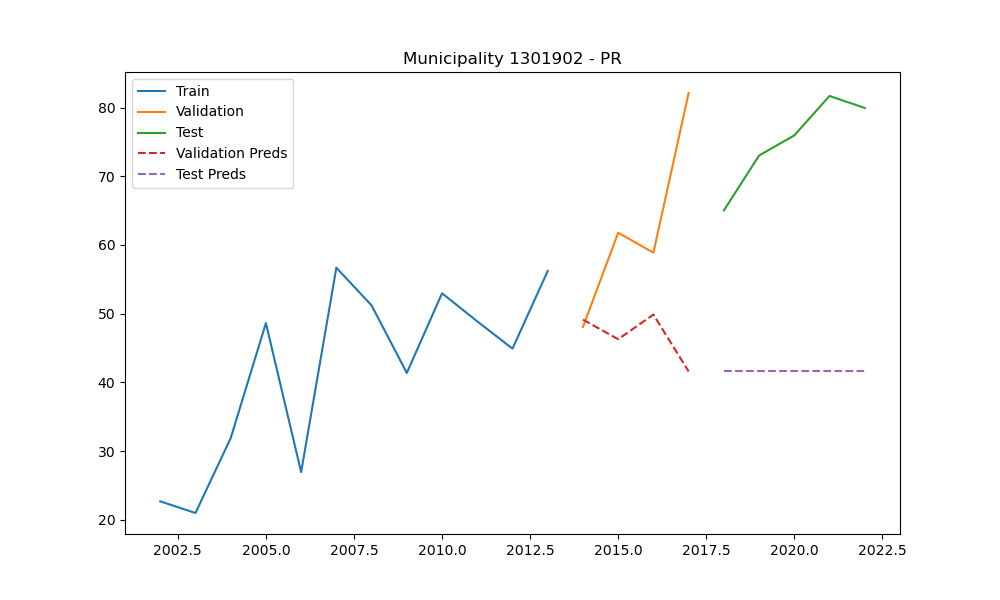 Municipality 1301902 - PR
Train
Validation
Test
Validation Preds
Test Preds
80
70
60
50
40
30
20
2002.5 2005.0 2007.5 2010.0 2012.5 2015.0 2017.5 2020.0 2022.5